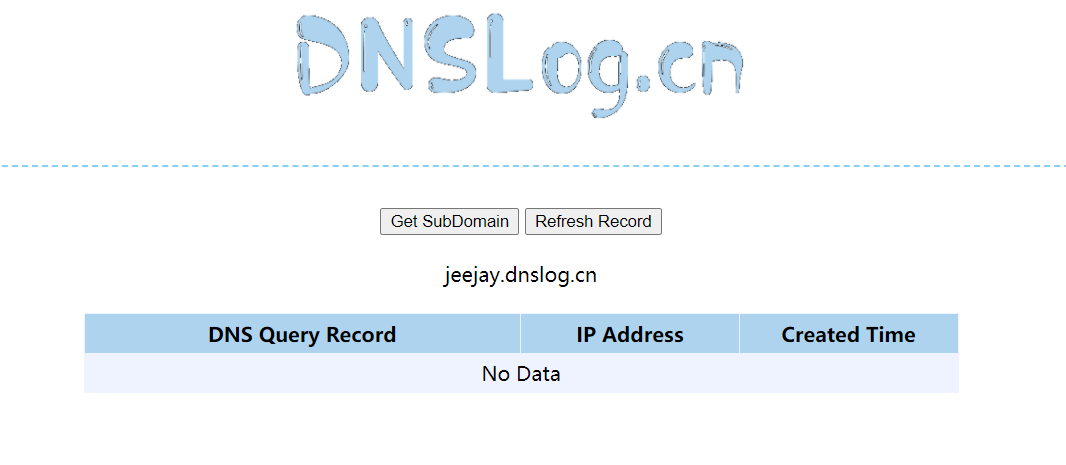 DNSLog.cn
Get SubDomain Refresh Record
jeejay.dnslog.cn
DNS Query Record IP Address Created Time
No Data